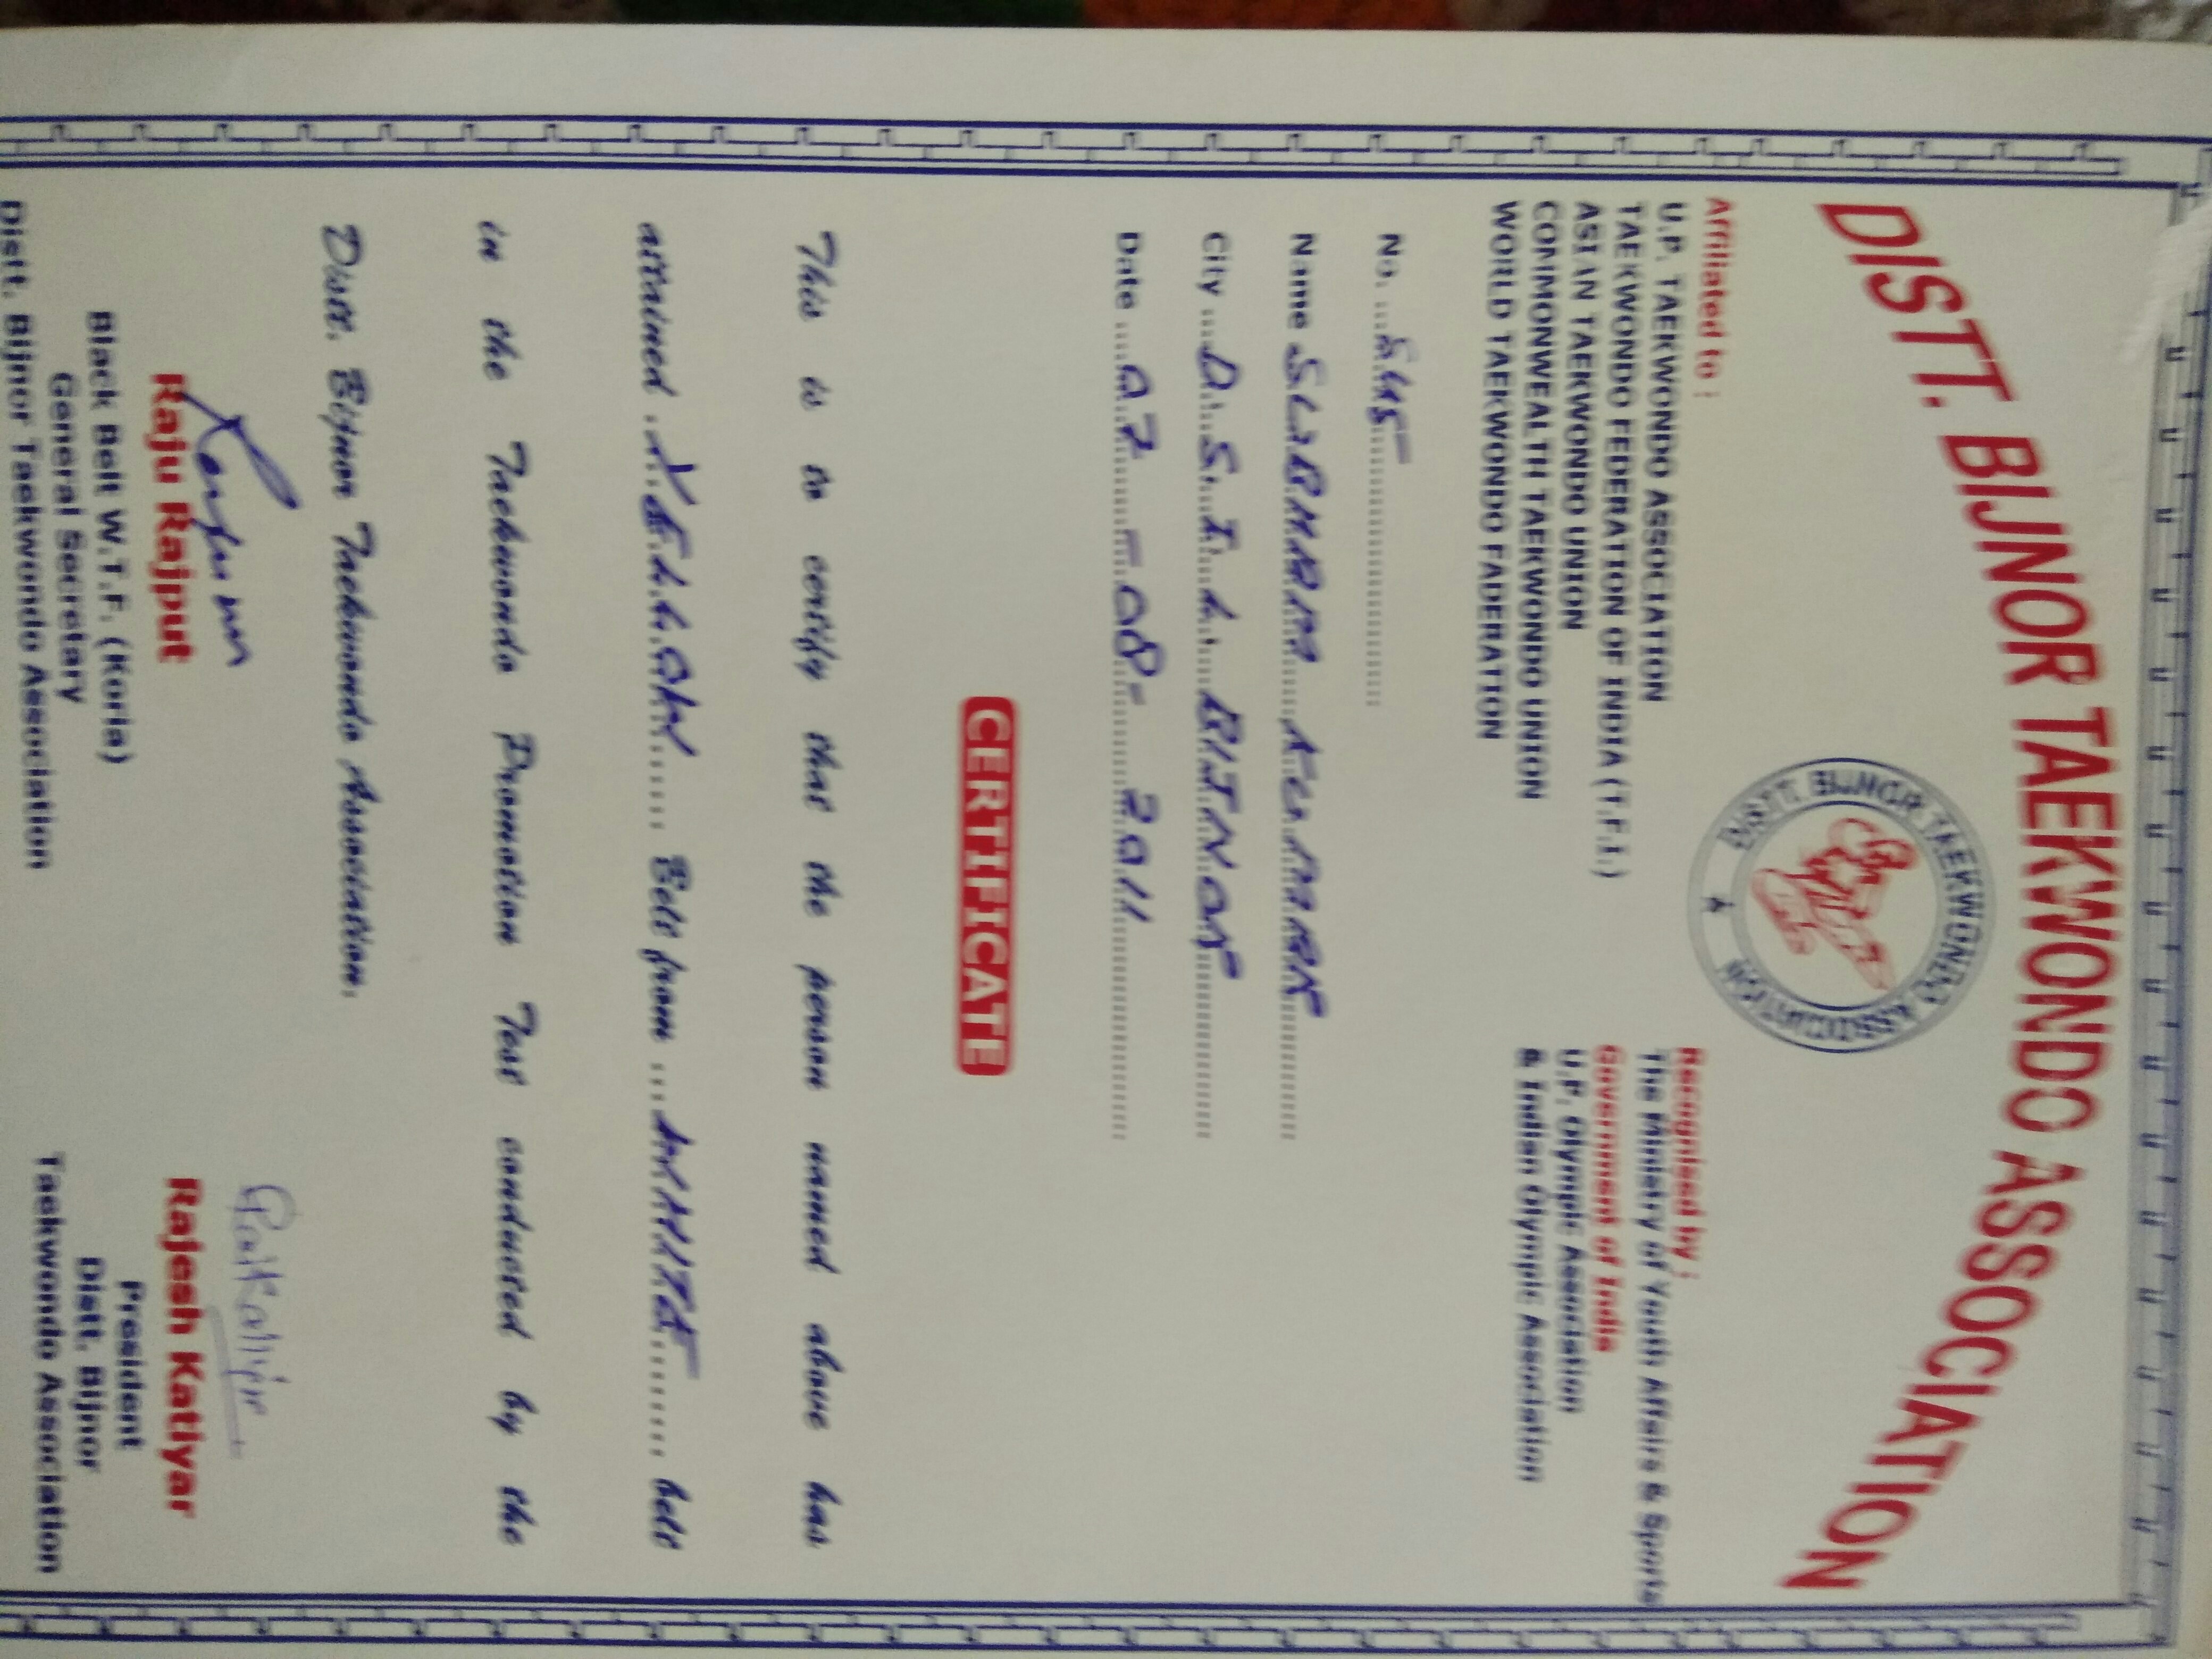 DISTT. BIJNOR TAEKWONDO ASSOCIATION
DISTT. BIJNOR TAEKWONDO ASSOCIATION
Affiliated to :
U.P. TAEKWONDO ASSOCIATION
TAEKWONDO FEDERATION OF INDIA (T.F.I.)
ASIAN TAEKWONDO UNION
COMMONWEALTH TAEKWONDO UNION
WORLD TAEKWONDO FADERATION
Recognised by :
The Ministry of Youth Affairs & Sports
Government of India
U.P. Olympic Association
& Indian Olympic Association
No. ...545
Name SUBHAM KUMAR
City ....D.S.I.L. BIJNOR
Date ....07-08-2011
CERTIFICATE
This is to certify that the person named above has
attained .YELLOW...... Belt from ...WHITE........ belt
in the Taekwondo Promotion Test conducted by the
Distt. Bijnor Taekwondo Association.
Raju Rajput
Black Belt W.T.F. (Koria)
General Secretary
Distt. Bijnor Taekwondo Association
Rajesh Katiyar
President
Distt. Bijnor
Taekwondo Association